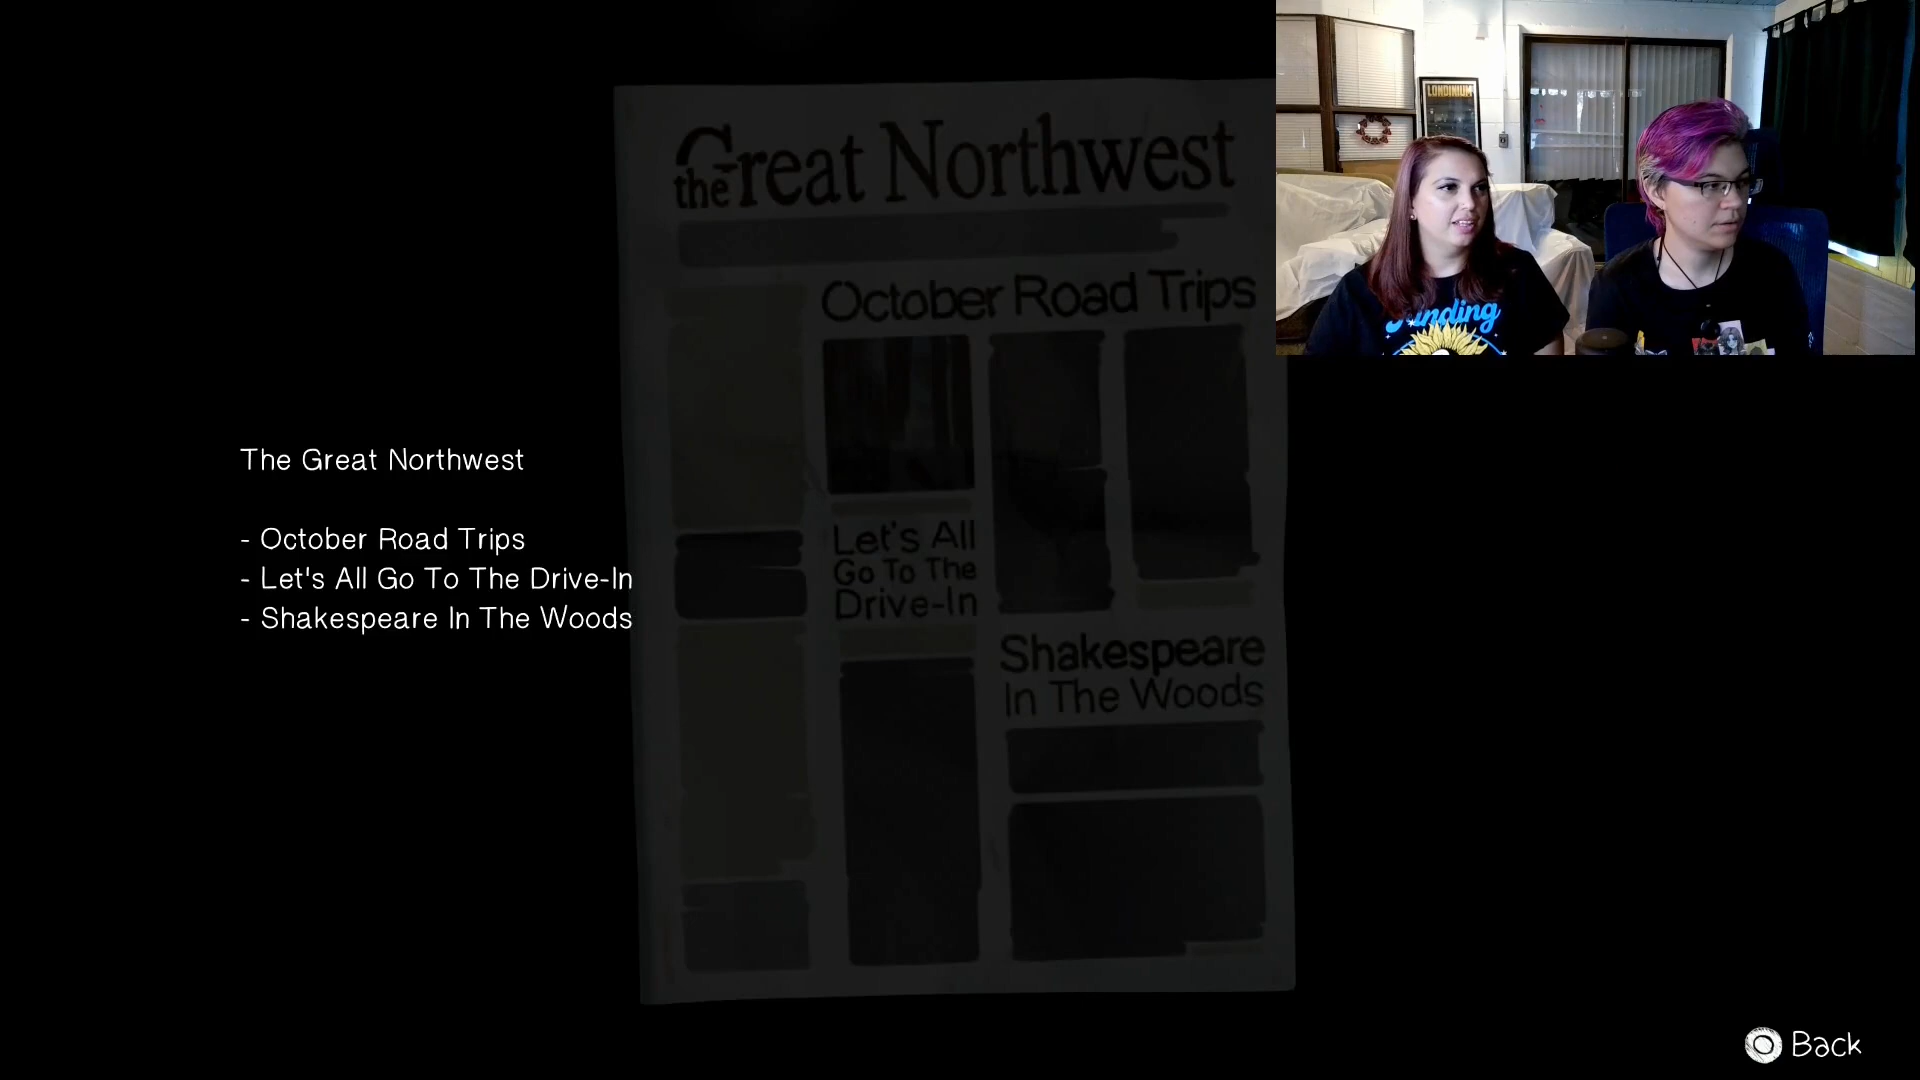 the Great Northwest
October Road Trips
Let's All
Go To The
Drive-In
Shakespeare
In The Woods
The Great Northwest
- October Road Trips
- Let's All Go To The Drive-In
- Shakespeare In The Woods
LONDINIUM
Finding
Back